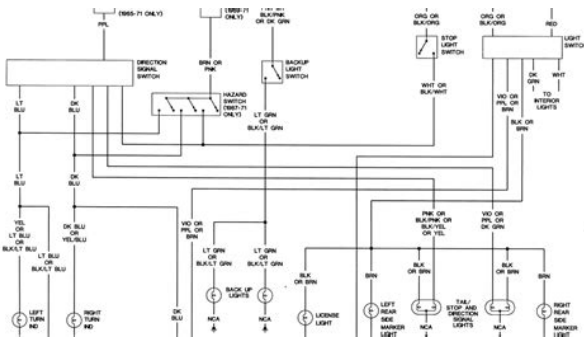 (1965-71 ONLY)
(1969-71
ONLY)
PPL
BRN OR
PNK
BLK/PNK
OR DK GRN
BACKUP
LIGHT
SWITCH
ORG OR
BLK/ORG
STOP
LIGHT
SWITCH
ORG OR
BLK/ORG
RED
LIGHT
SWITCH
DIRECTION
SIGNAL
SWITCH
LT
BLU
DK
BLU
HAZARD
SWITCH
(1967-71
ONLY)
LT GRN
OR
BLK/LT GRN
WHT OR
BLK/WHT
VIO OR
PPL OR
BRN
BLK OR
BRN
DK
GRN
WHT
TO
INTERIOR
LIGHTS
LT
BLU
DK
BLU
YEL
OR
LT BLU
OR
BLK/LT BLU
LT BLU
OR
BLK/LT BLU
DK BLU
OR
YEL/BLU
DK
BLU
VIO OR
PPL OR
BRN
LT GRN
OR
BLK/LT GRN
LT GRN
OR
BLK/LT GRN
PNK OR
BLK/PNK OR
BLK/YEL
OR YEL
VIO OR
PPL OR
DK GRN
BLK
OR BRN
BRN
BLK
OR BRN
BLK
OR BRN
BRN
LEFT
TURN
IND
RIGHT
TURN
IND
BACK UP
LIGHTS
NCA
NCA
LICENSE
LIGHT
LEFT
REAR
SIDE
MARKER
LIGHT
TAIL/
STOP AND
DIRECTION
SIGNAL
LIGHTS
NCA
NCA
RIGHT
REAR
SIDE
MARKER
LIGHT